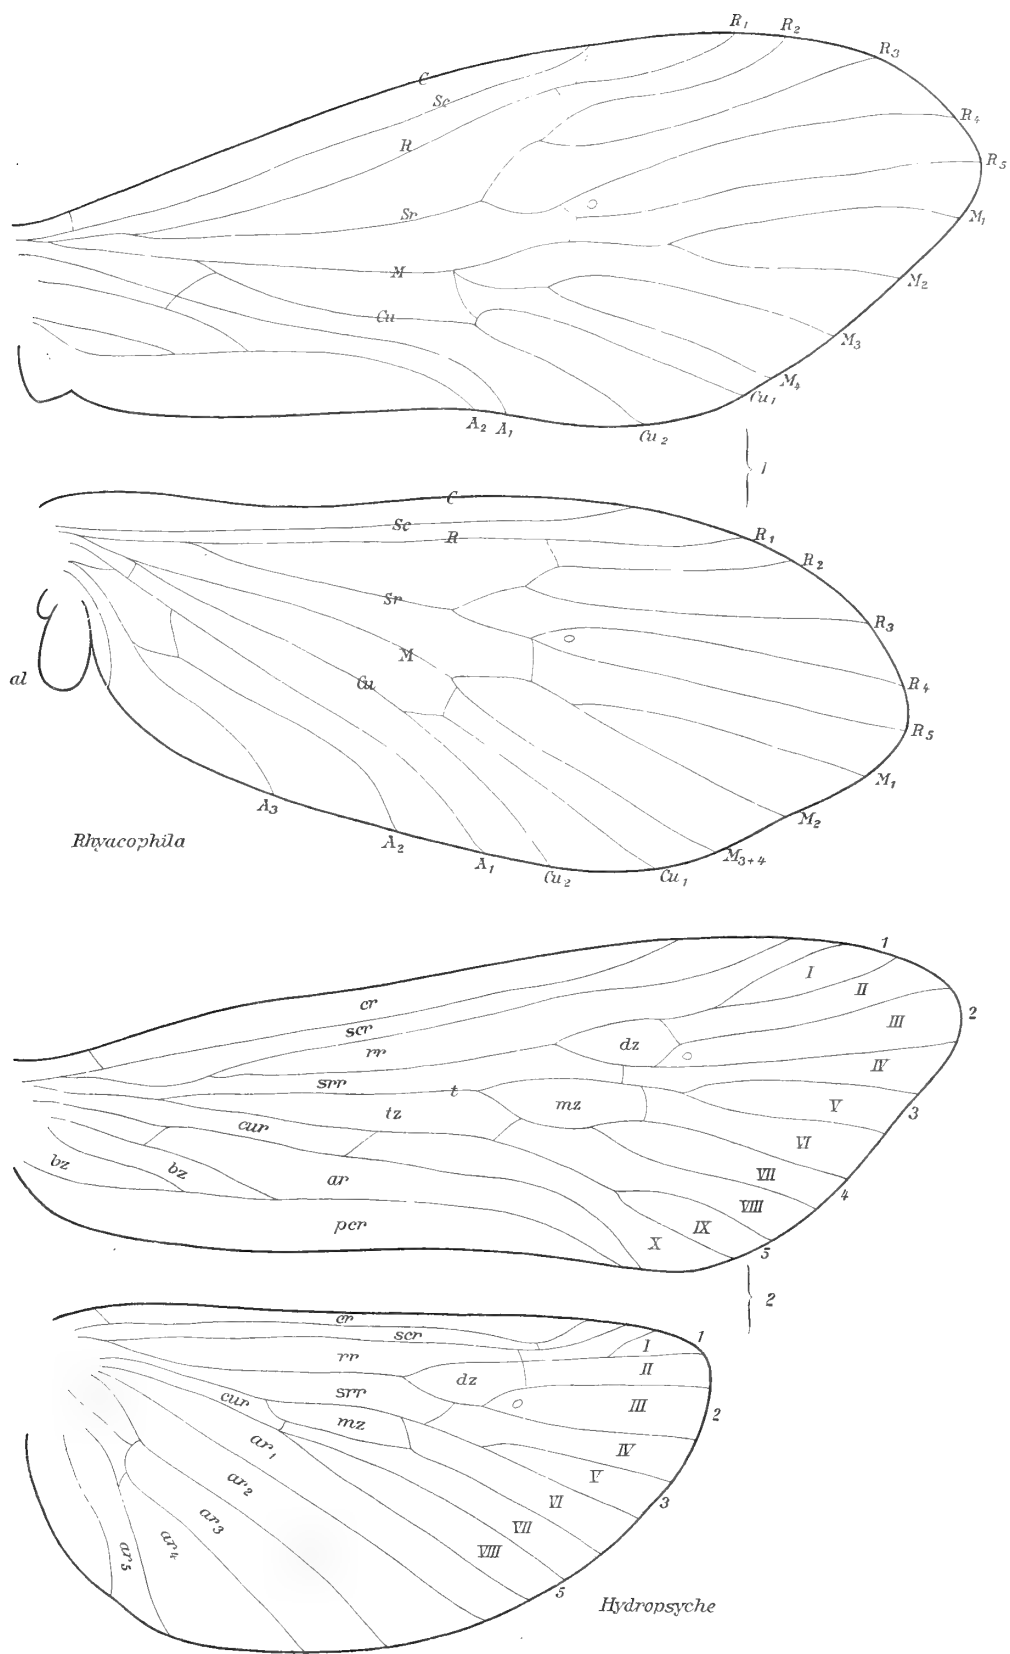 R1 R2
R3
C
Sc
R4
R
R5
Sr
M1
M
M2
Cu
M3
M4
Cu1
A2 A1
Cu2
1
C
Sc
R
R1
R2
Sr
R3
M
al
Cu
R4
R5
M1
A3
M2
Rhyacophila
A2
A1
M3+4
Cu2
Cu1
1
I
II
cr
2
III
scr
dz
rr
IV
srr
t
mz
V
3
tz
cur
VI
bz
bz
ar
VII
4
VIII
pcr
IX
X
5
2
cr
scr
1
I
rr
II
dz
srr
cur
III
2
mz
ar1
IV
V
ar2
VI
3
ar3
VII
ar4
VIII
ar5
5
Hydropsyche